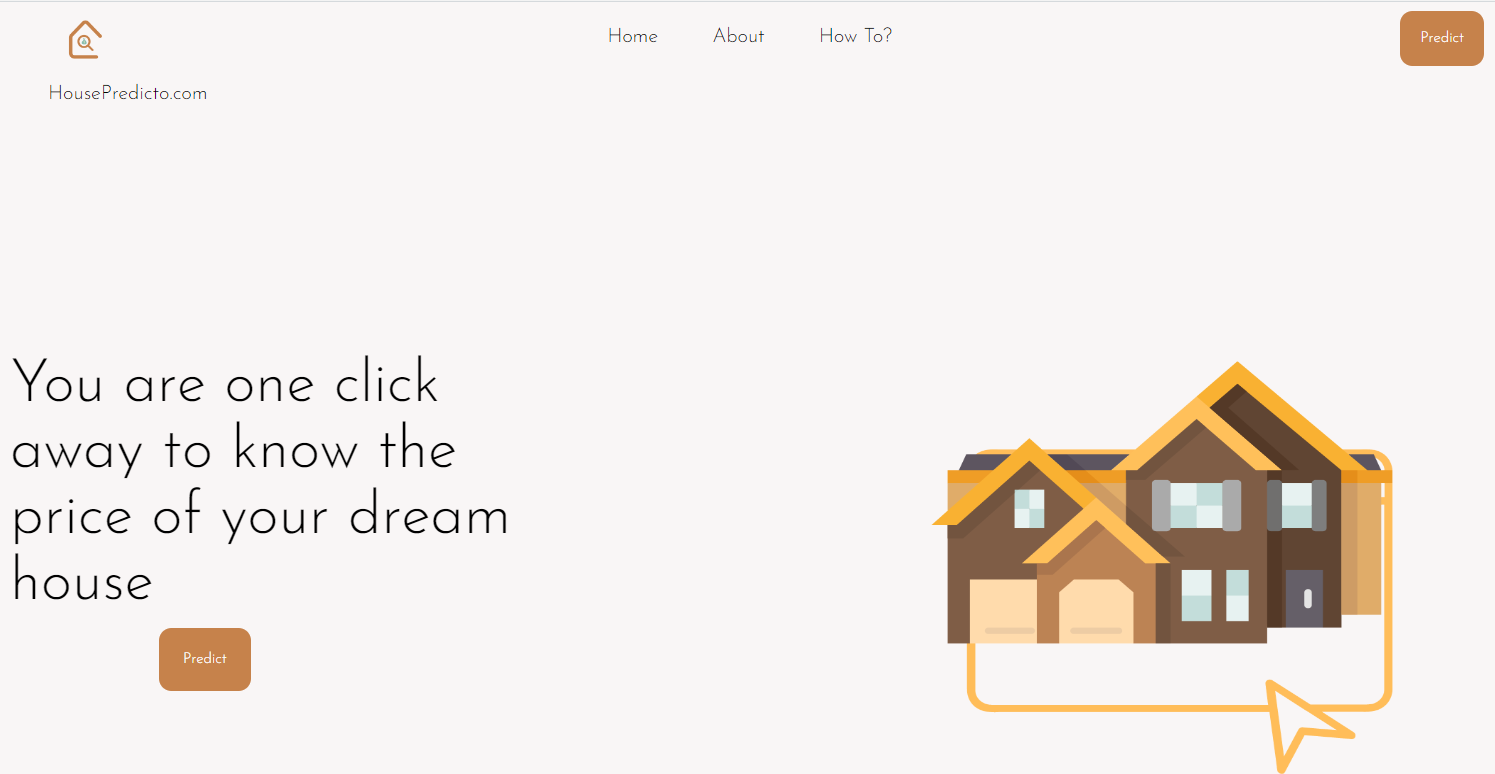 Home
About
How To?
Predict
HousePredicto.com
You are one click
away to know the
price of your dream
house
Predict